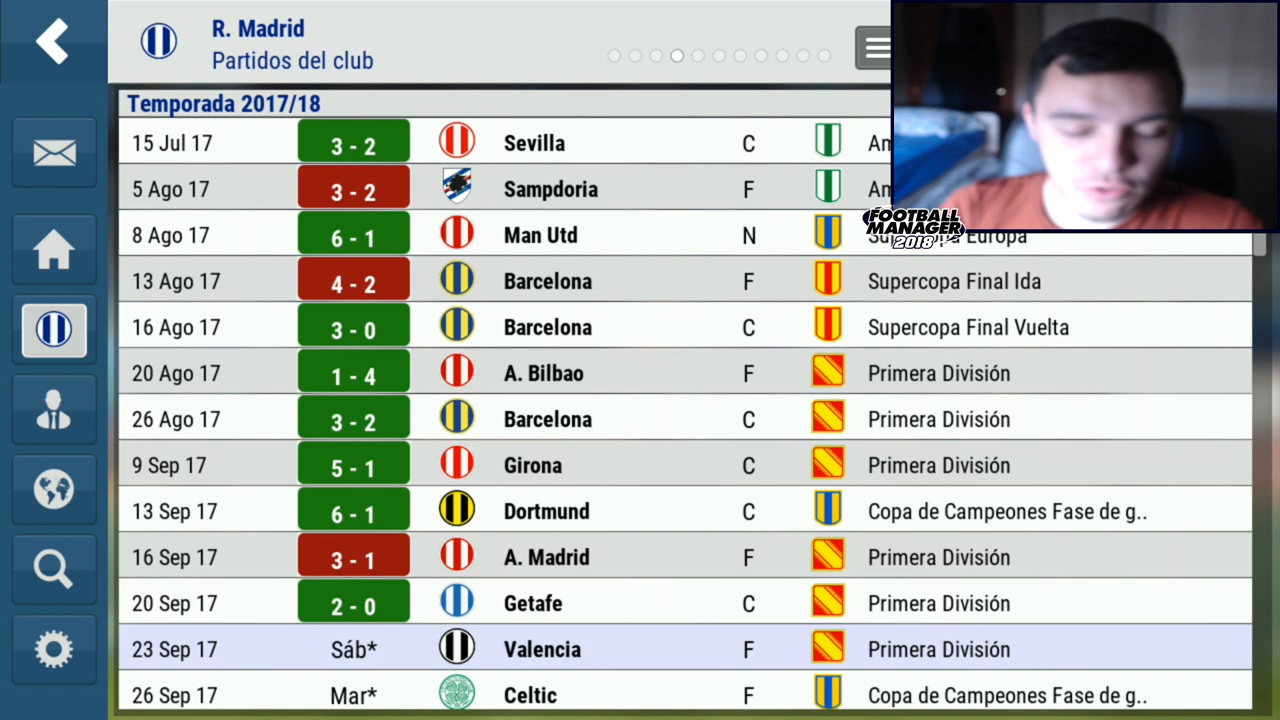 R. Madrid
Partidos del club
Temporada 2017/18
15 Jul 17 3 - 2 Sevilla C Am
5 Ago 17 3 - 2 Sampdoria F Am
8 Ago 17 6 - 1 Man Utd N Supercopa Europa
FOOTBALL
MANAGER
2018
13 Ago 17 4 - 2 Barcelona F Supercopa Final Ida
16 Ago 17 3 - 0 Barcelona C Supercopa Final Vuelta
20 Ago 17 1 - 4 A. Bilbao F Primera División
26 Ago 17 3 - 2 Barcelona C Primera División
9 Sep 17 5 - 1 Girona C Primera División
13 Sep 17 6 - 1 Dortmund C Copa de Campeones Fase de g..
16 Sep 17 3 - 1 A. Madrid F Primera División
20 Sep 17 2 - 0 Getafe C Primera División
23 Sep 17 Sáb* Valencia F Primera División
26 Sep 17 Mar* Celtic F Copa de Campeones Fase de g..